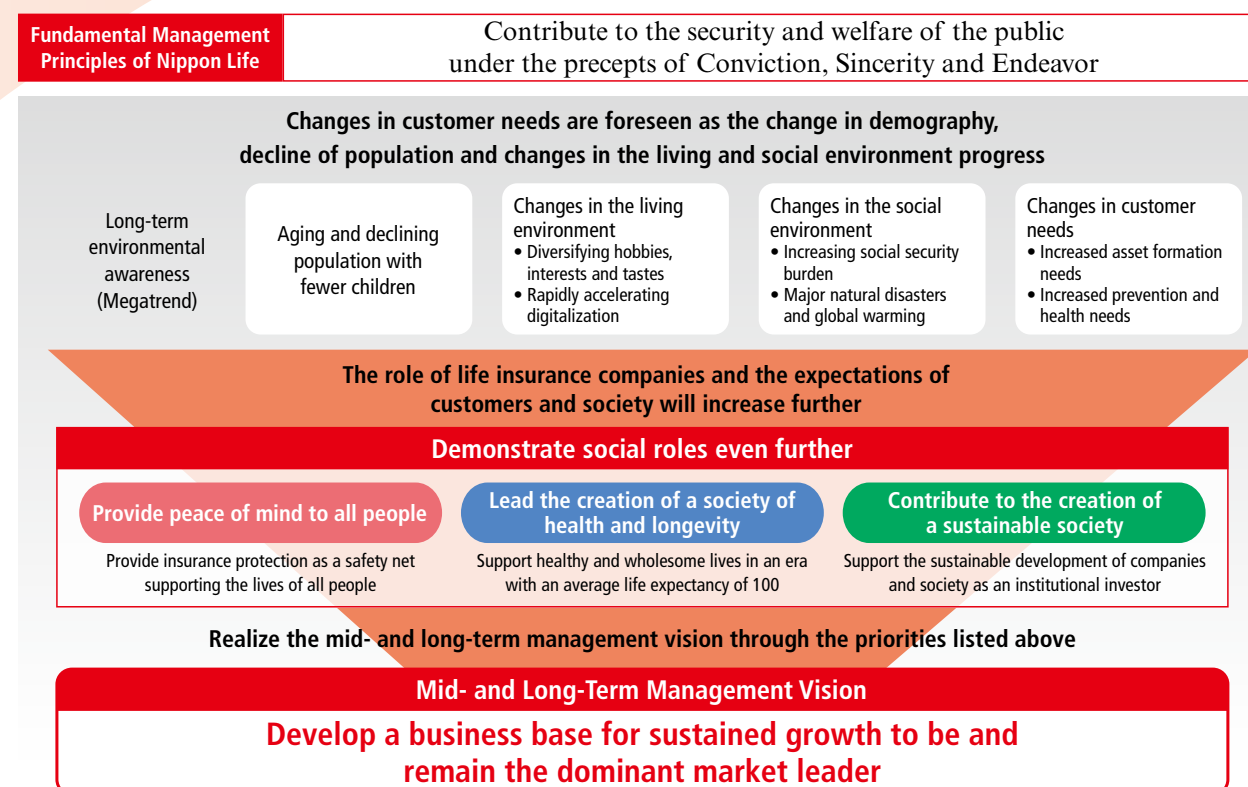 Fundamental Management
Principles of Nippon Life
Contribute to the security and welfare of the public
under the precepts of Conviction, Sincerity and Endeavor
Changes in customer needs are foreseen as the change in demography,
decline of population and changes in the living and social environment progress
Long-term
environmental
awareness
(Megatrend)
Aging and declining
population with
fewer children
Changes in the living
environment
• Diversifying hobbies,
interests and tastes
• Rapidly accelerating
digitalization
Changes in the social
environment
• Increasing social security
burden
• Major natural disasters
and global warming
Changes in customer
needs
• Increased asset formation
needs
• Increased prevention and
health needs
The role of life insurance companies and the expectations of
customers and society will increase further
Demonstrate social roles even further
Provide peace of mind to all people
Provide insurance protection as a safety net
supporting the lives of all people
Lead the creation of a society of
health and longevity
Support healthy and wholesome lives in an era
with an average life expectancy of 100
Contribute to the creation of
a sustainable society
Support the sustainable development of companies
and society as an institutional investor
Realize the mid- and long-term management vision through the priorities listed above
Mid- and Long-Term Management Vision
Develop a business base for sustained growth to be and
remain the dominant market leader